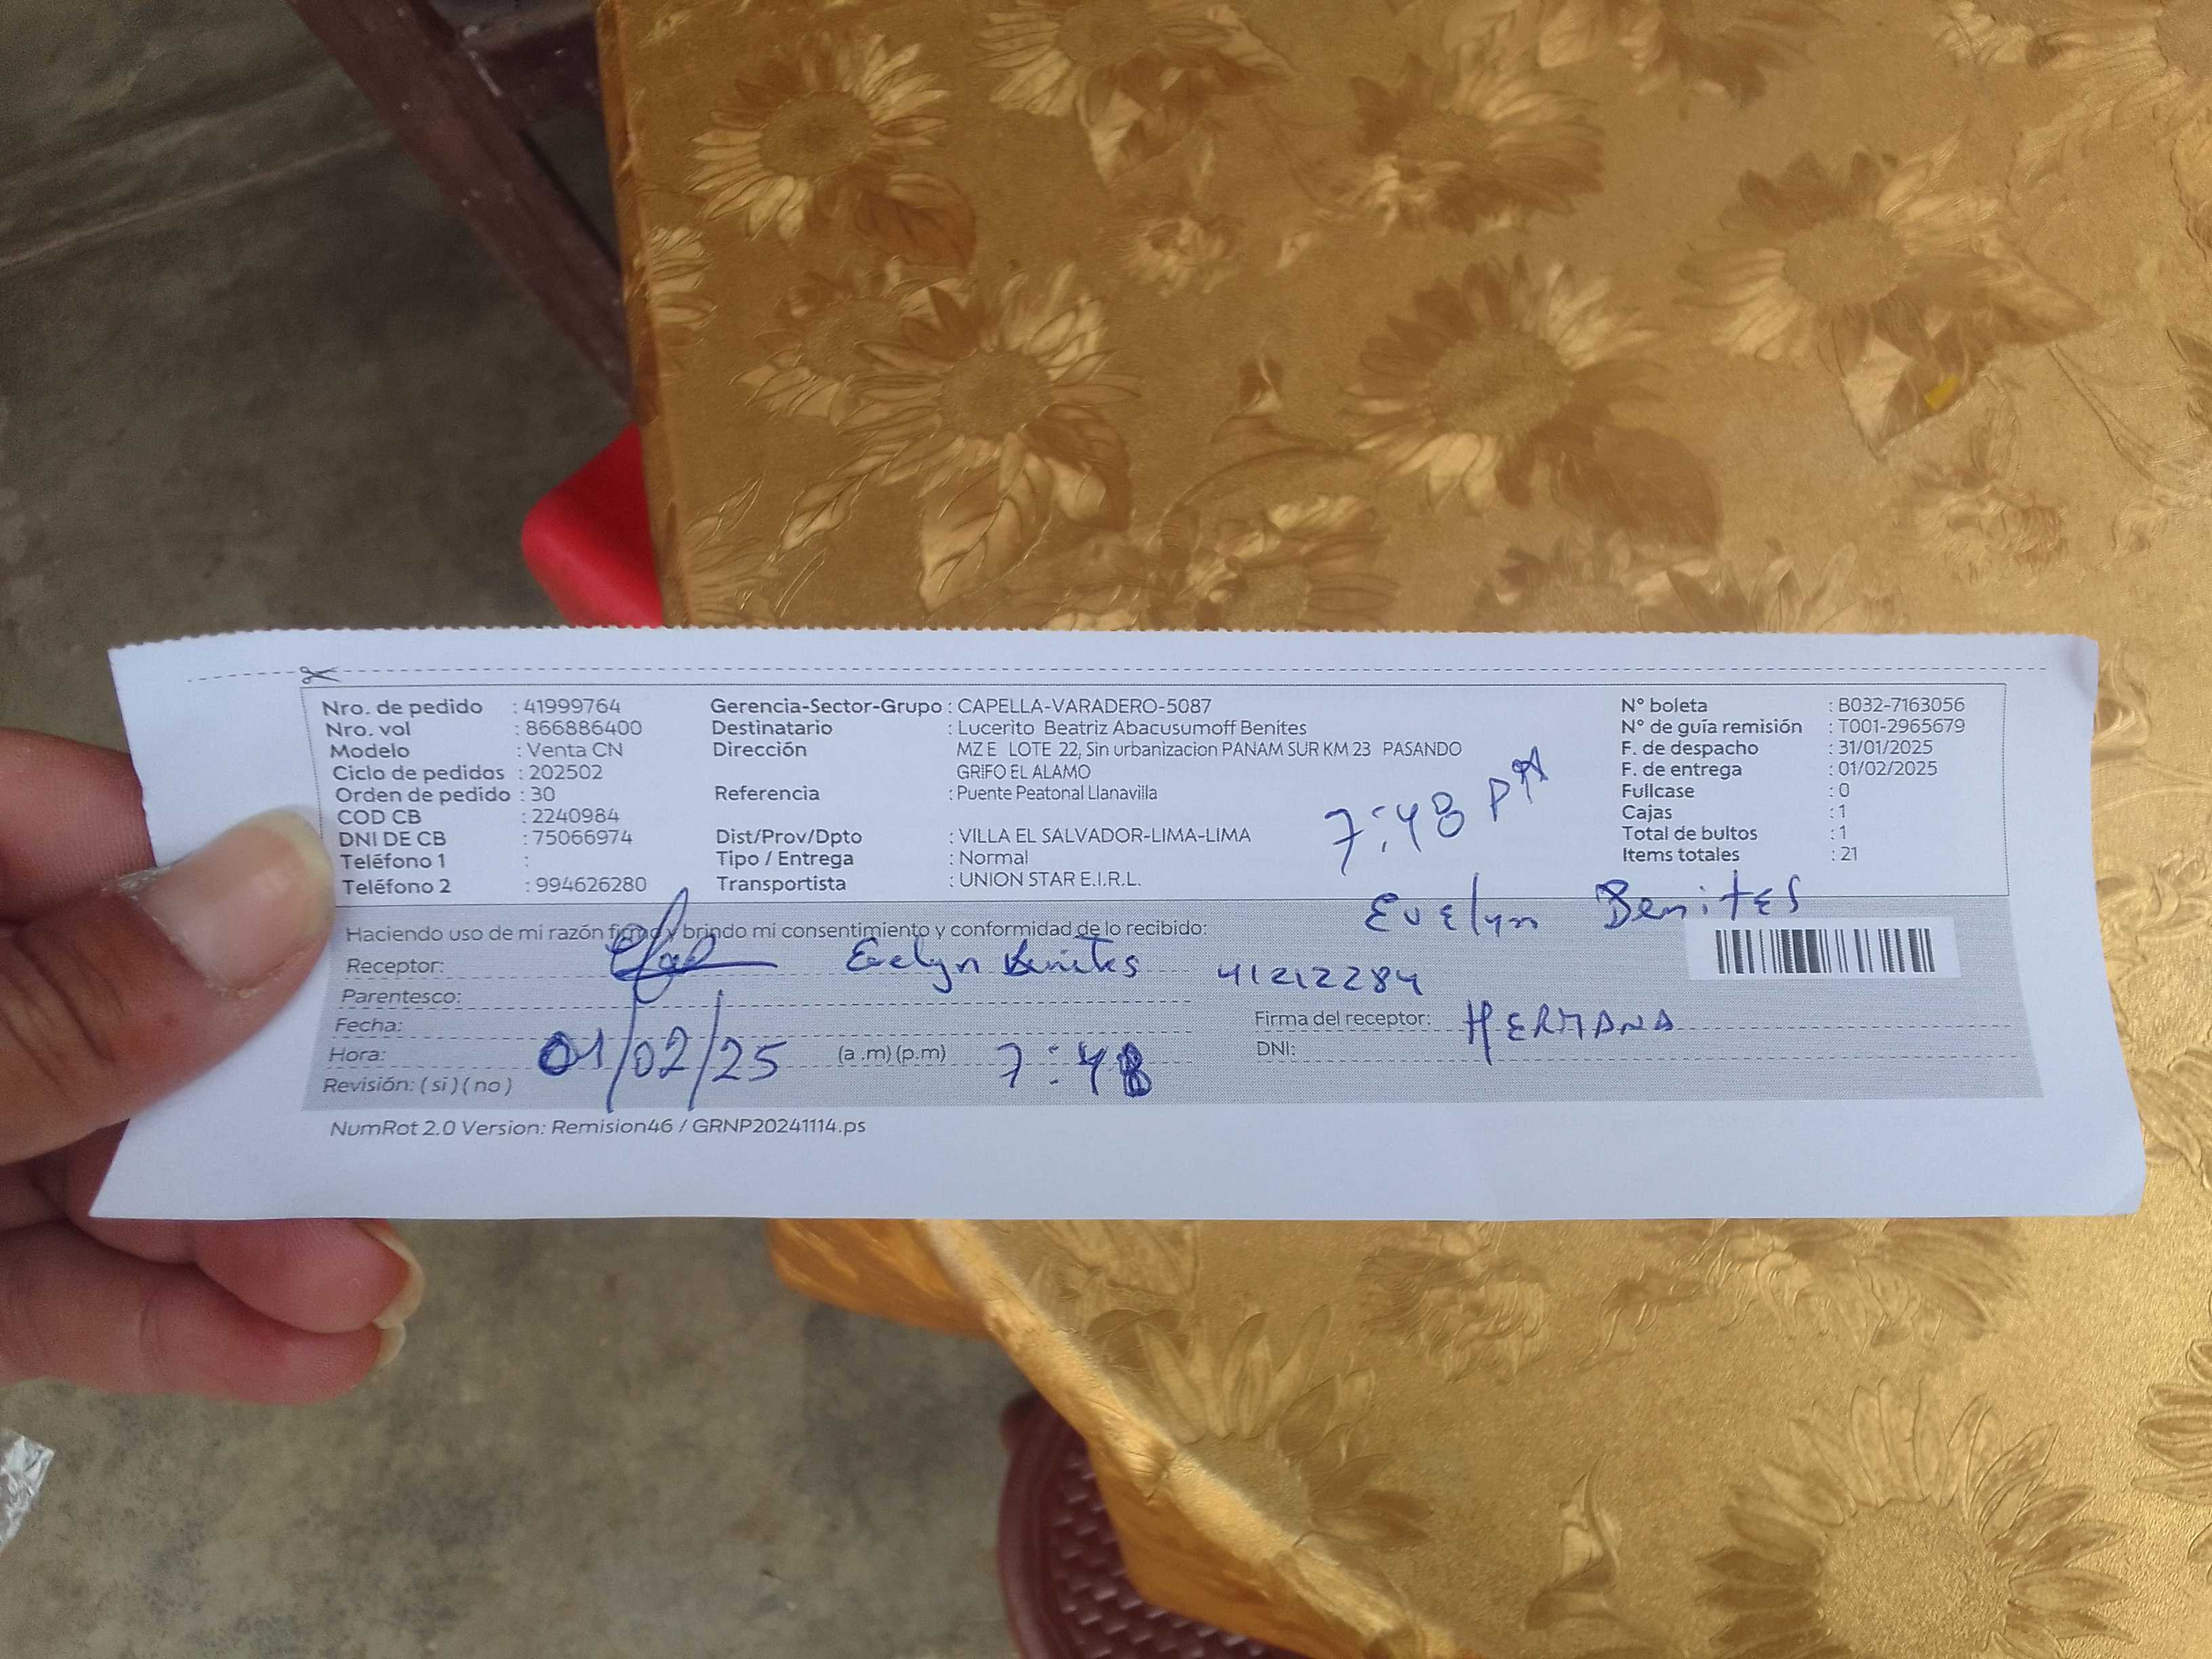 Nro. de pedido : 41999764
Nro. vol : 866886400
Modelo : Venta CN
Ciclo de pedidos : 202502
Orden de pedido : 30
COD CB : 2240984
DNI DE CB : 75066974
Teléfono 1 :
Teléfono 2 : 994626280
Gerencia-Sector-Grupo : CAPELLA-VARADERO-5087
Destinatario : Lucerito Beatriz Abacusumoff Benites
Dirección MZ E LOTE 22, Sin urbanizacion PANAM SUR KM 23 PASANDO
GRIFO EL ALAMO
Referencia : Puente Peatonal Llanavilla
Dist/Prov/Dpto : VILLA EL SALVADOR-LIMA-LIMA
Tipo / Entrega : Normal
Transportista : UNION STAR E.I.R.L.
7:48 PM
N° boleta : B032-7163056
N° de guía remisión : T001-2965679
F. de despacho : 31/01/2025
F. de entrega : 01/02/2025
Fullcase : 0
Cajas : 1
Total de bultos : 1
Items totales : 21
Evelyn Benites
Haciendo uso de mi razón firmo y brindo mi consentimiento y conformidad de lo recibido:
Receptor: Evelyn Benites 41212284
Parentesco:
Fecha:
Firma del receptor: HERMANA
Hora: 01/02/25 (a.m)(p.m) 7:48
DNI:
Revisión: (si)(no)
NumRot 2.0 Version: Remision46 / GRNP20241114.ps